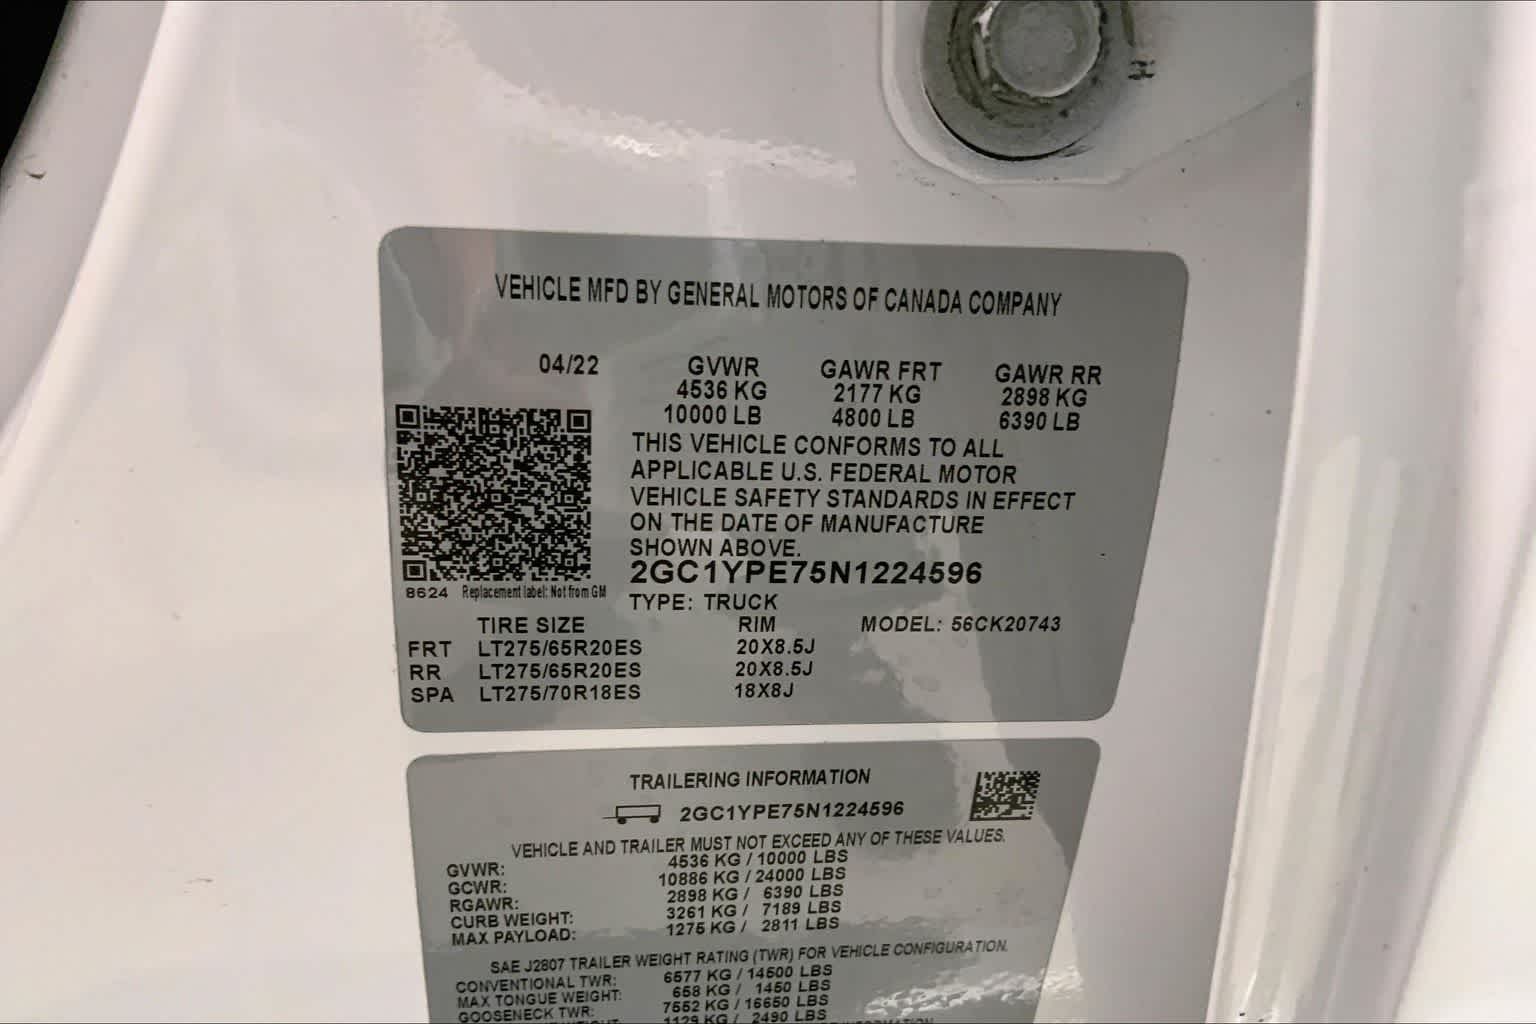 VEHICLE MFD BY GENERAL MOTORS OF CANADA COMPANY
04/22 GVWR GAWR FRT GAWR RR
4536 KG 2177 KG 2898 KG
10000 LB 4800 LB 6390 LB
THIS VEHICLE CONFORMS TO ALL
APPLICABLE U.S. FEDERAL MOTOR
VEHICLE SAFETY STANDARDS IN EFFECT
ON THE DATE OF MANUFACTURE
SHOWN ABOVE.
2GC1YPE75N1224596
8624 Replacement label: Not from GM
TYPE: TRUCK
TIRE SIZE RIM MODEL: 56CK20743
FRT LT275/65R20ES 20X8.5J
RR LT275/65R20ES 20X8.5J
SPA LT275/70R18ES 18X8J
TRAILERING INFORMATION
2GC1YPE75N1224596
VEHICLE AND TRAILER MUST NOT EXCEED ANY OF THESE VALUES.
GVWR: 4536 KG / 10000 LBS
GCWR: 10886 KG / 24000 LBS
RGAWR: 2898 KG / 6390 LBS
CURB WEIGHT: 3261 KG / 7189 LBS
MAX PAYLOAD: 1275 KG / 2811 LBS
SAE J2807 TRAILER WEIGHT RATING (TWR) FOR VEHICLE CONFIGURATION.
CONVENTIONAL TWR: 6577 KG / 14500 LBS
MAX TONGUE WEIGHT: 658 KG / 1450 LBS
GOOSENECK TWR: 7552 KG / 16650 LBS
1129 KG / 2490 LBS